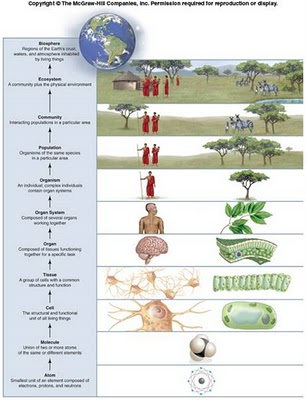 Copyright © The McGraw-Hill Companies, Inc. Permission required for reproduction or display.
Biosphere
Regions of the Earth's crust,
waters, and atmosphere inhabited
by living things
Ecosystem
A community plus the physical environment
Community
Interacting populations in a particular area
Population
Organisms of the same species
in a particular area
Organism
An individual; complex individuals
contain organ systems
Organ System
Composed of several organs
working together
Organ
Composed of tissues functioning
together for a specific task
Tissue
A group of cells with a common
structure and function
Cell
The structural and functional
unit of all living things
Molecule
Union of two or more atoms
of the same or different elements
Atom
Smallest unit of an element composed of
electrons, protons, and neutrons